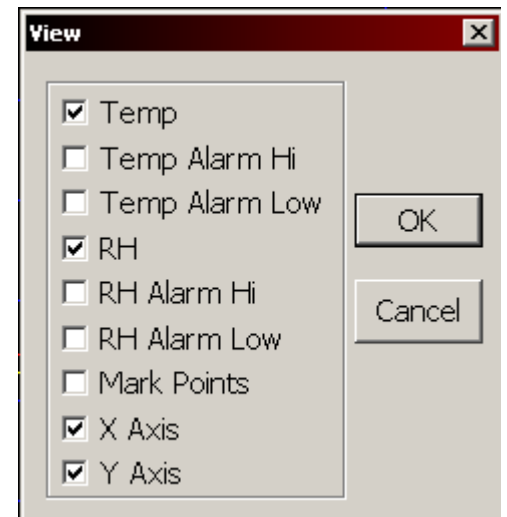 View
Temp
Temp Alarm Hi
Temp Alarm Low
RH
RH Alarm Hi
RH Alarm Low
Mark Points
X Axis
Y Axis
OK
Cancel